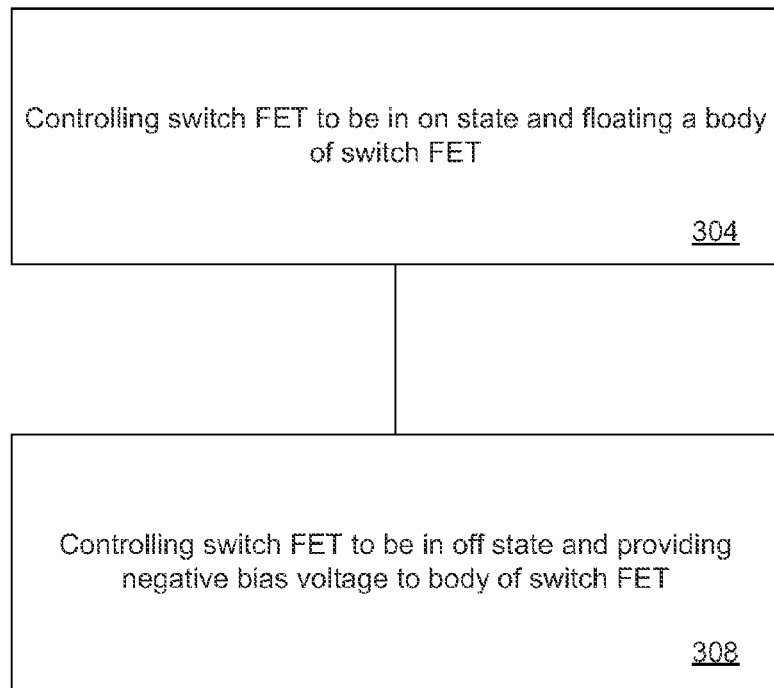 Controlling switch FET to be in on state and floating a body
of switch FET
304
Controlling switch FET to be in off state and providing
negative bias voltage to body of switch FET
308